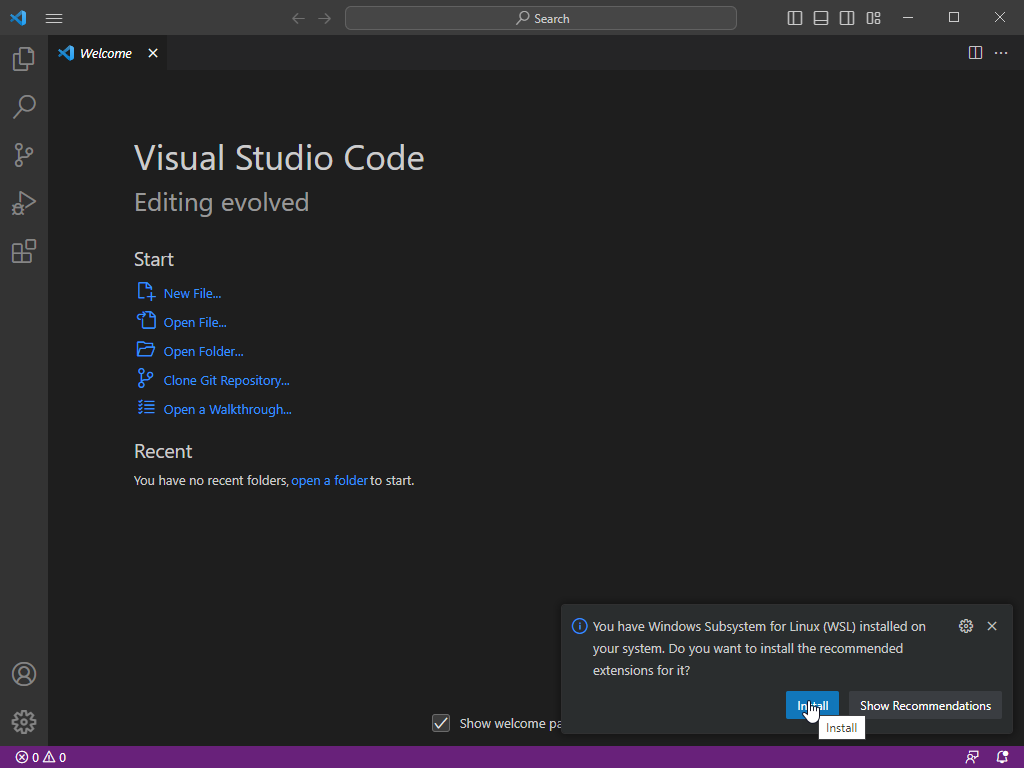 Search
Welcome
Visual Studio Code
Editing evolved
Start
New File...
Open File...
Open Folder...
Clone Git Repository...
Open a Walkthrough...
Recent
You have no recent folders, open a folder to start.
You have Windows Subsystem for Linux (WSL) installed on
your system. Do you want to install the recommended
extensions for it?
Install
Show Recommendations
Install
Show welcome pa
0 0